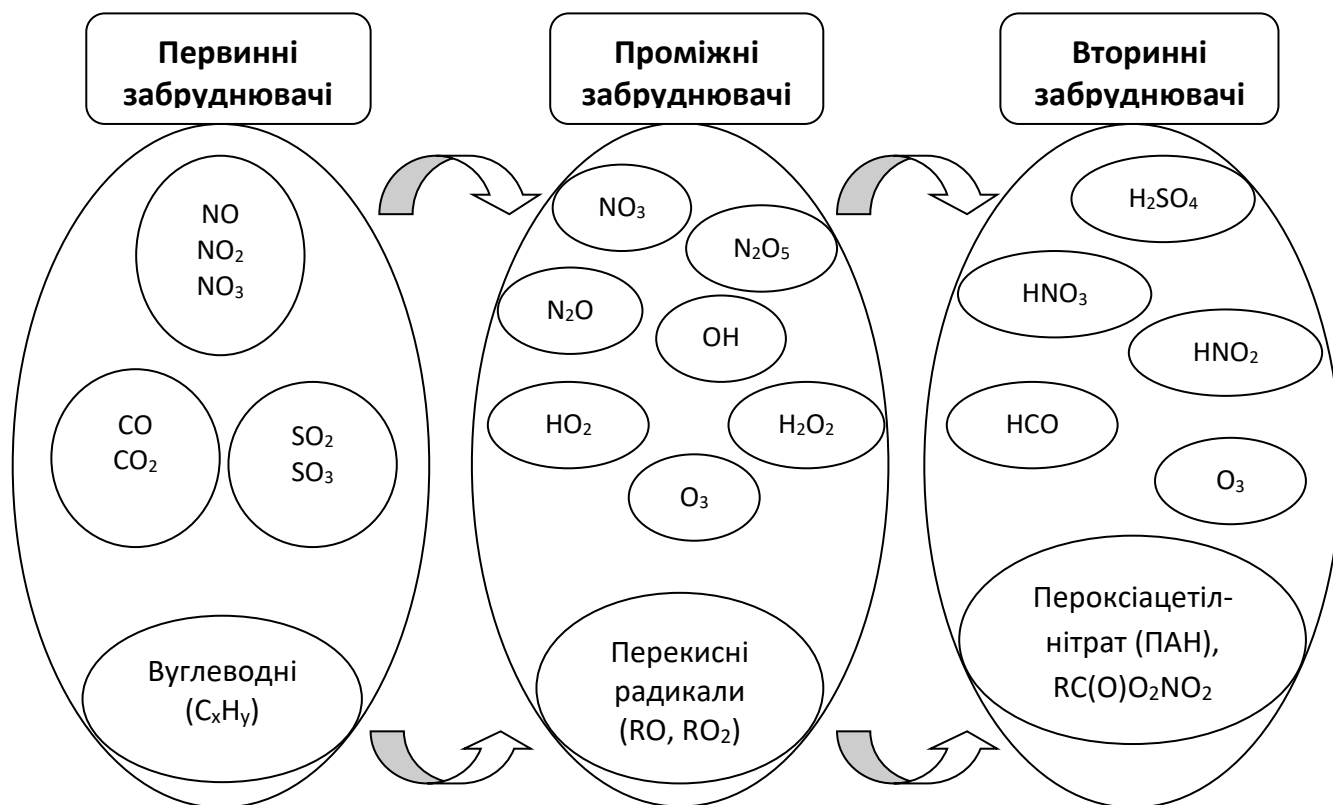 Первинні
забруднювачі
NO
NO₂
NO₃
CO
CO₂
SO₂
SO₃
Вуглеводні
(CₓHᵧ)
Проміжні
забруднювачі
NO₃
N₂O₅
N₂O
OH
HO₂
H₂O₂
O₃
Перекисні
радикали
(RO, RO₂)
Вторинні
забруднювачі
H₂SO₄
HNO₃
HNO₂
HCO
O₃
Пероксіацетіл-
нітрат (ПАН),
RC(O)O₂NO₂